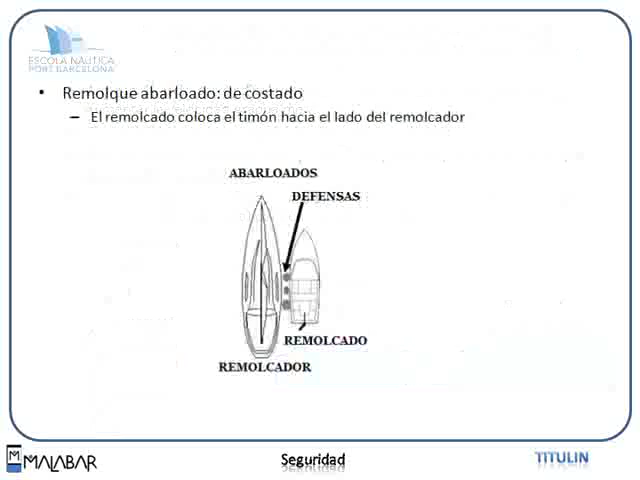 ESCOLA NÀUTICA
PORT BARCELONA
• Remolque abarloado: de costado
– El remolcado coloca el timón hacia el lado del remolcador
ABARLOADOS
DEFENSAS
REMOLCADO
REMOLCADOR
MALABAR
Seguridad
TITULIN